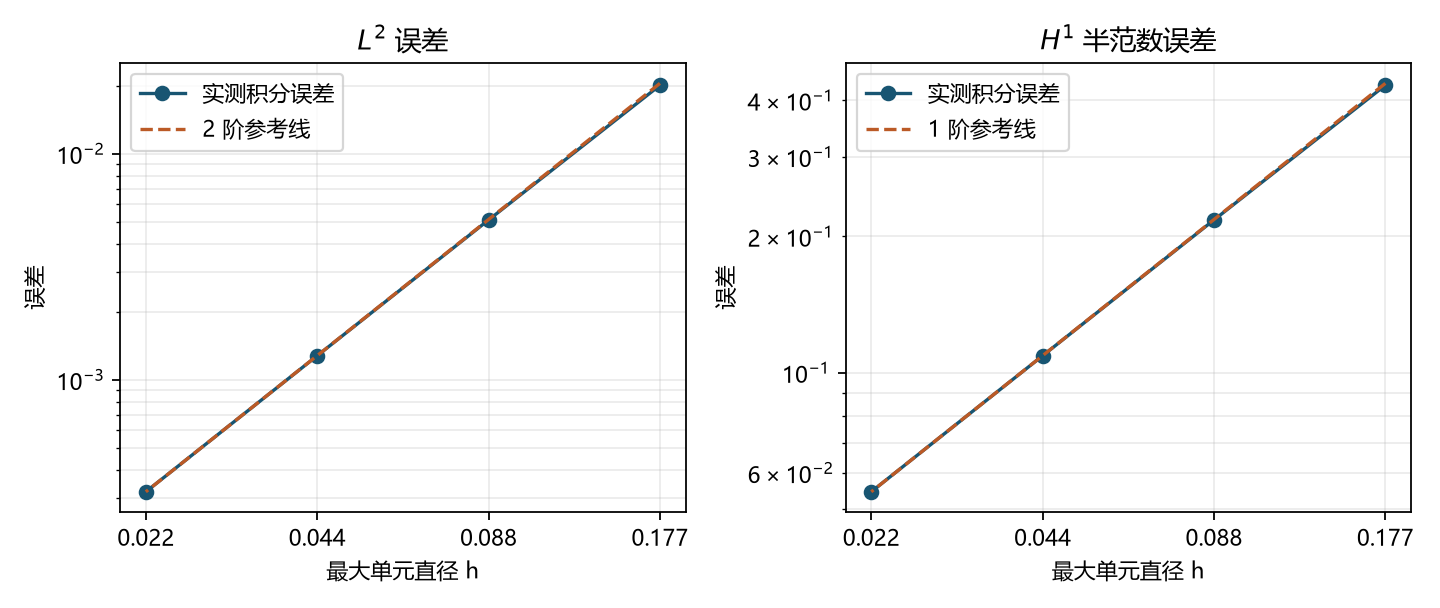 L² 误差
实测积分误差
2 阶参考线
10⁻²
10⁻³
误差
0.022 0.044 0.088 0.177
最大单元直径 h
H¹ 半范数误差
实测积分误差
1 阶参考线
4 × 10⁻¹
3 × 10⁻¹
2 × 10⁻¹
10⁻¹
6 × 10⁻²
误差
0.022 0.044 0.088 0.177
最大单元直径 h